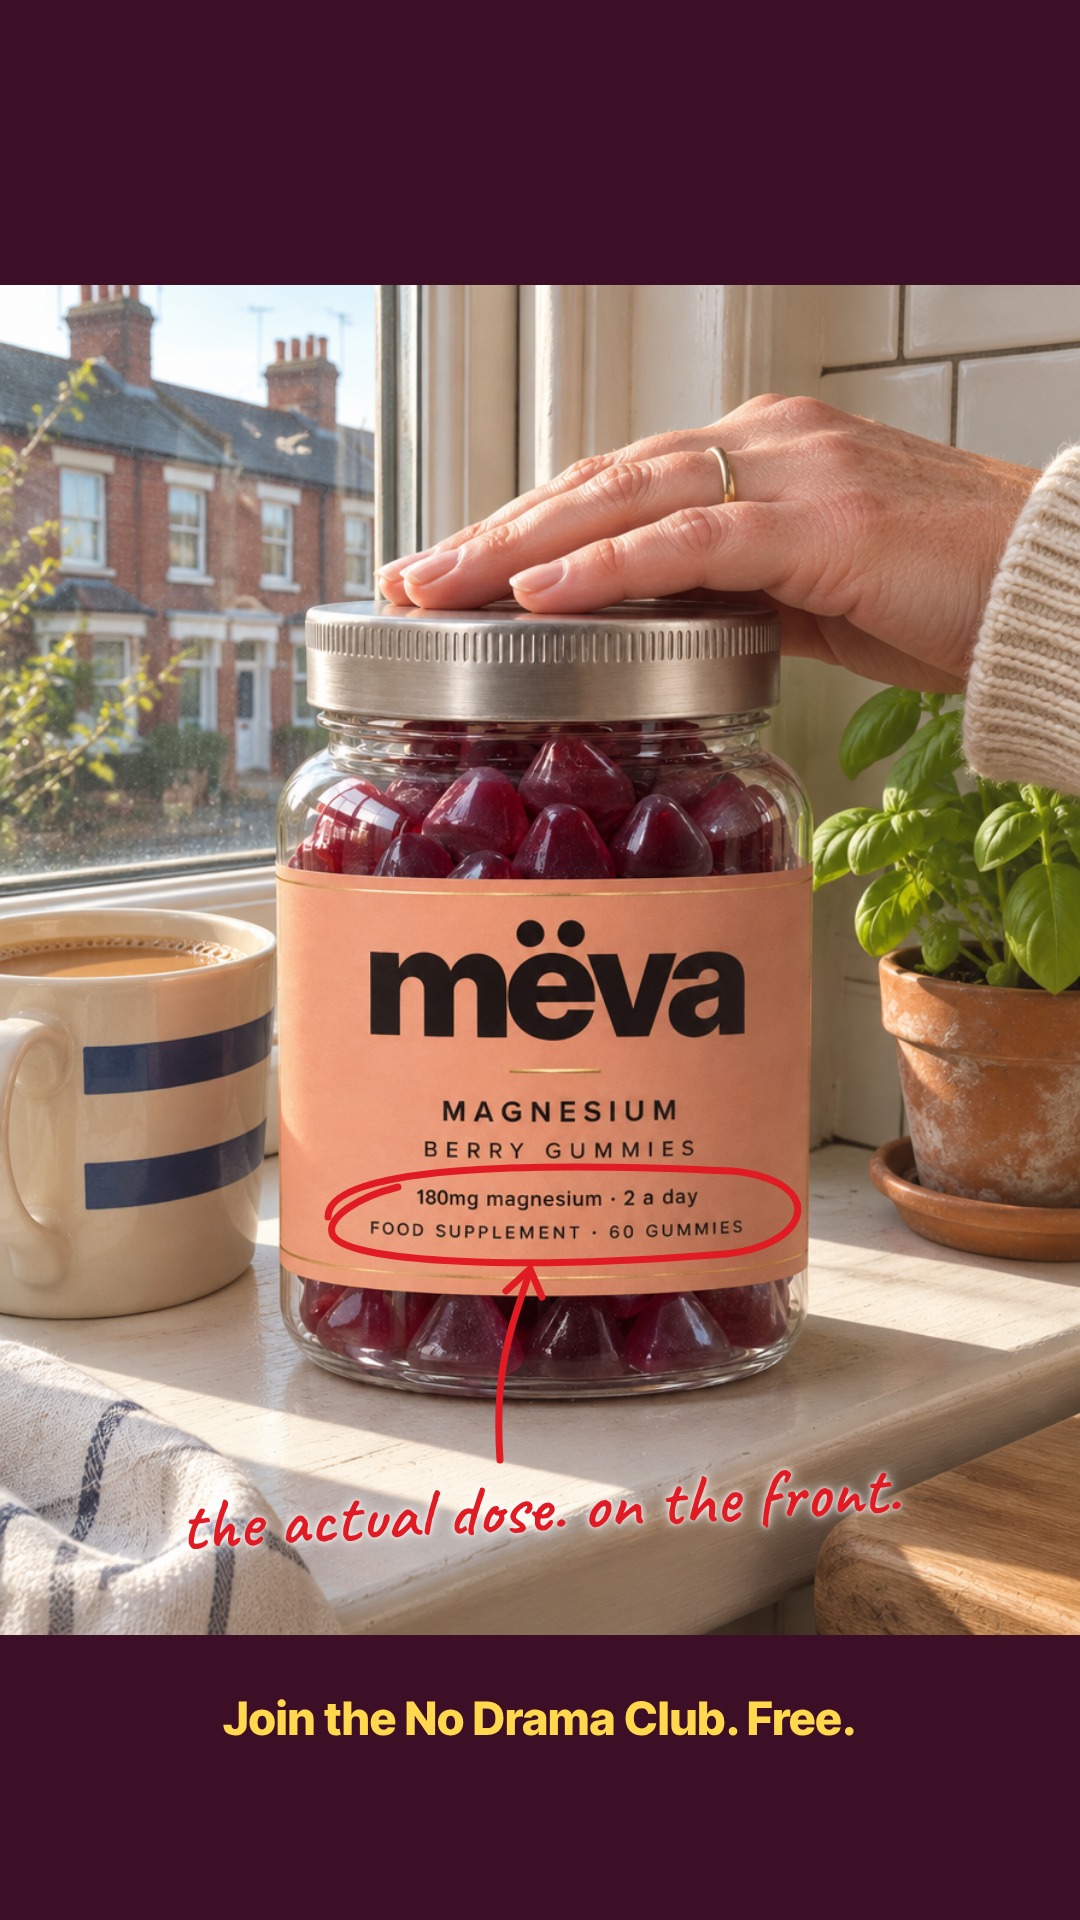 mëva
MAGNESIUM
BERRY GUMMIES
180mg magnesium · 2 a day
FOOD SUPPLEMENT · 60 GUMMIES
the actual dose. on the front.
Join the No Drama Club. Free.